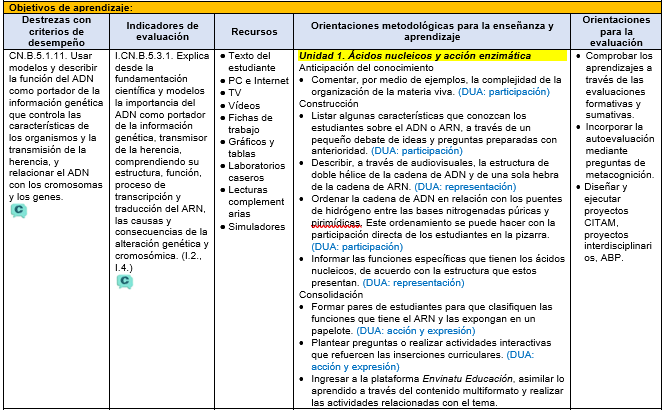 Objetivos de aprendizaje:
Destrezas con
criterios de
desempeño
Indicadores de
evaluación
Recursos
Orientaciones metodológicas para la enseñanza y
aprendizaje
Orientaciones
para la
evaluación
CN.B.5.1.11. Usar
modelos y describir
la función del ADN
como portador de la
información genética
que controla las
características de
los organismos y la
transmisión de la
herencia, y
relacionar el ADN
con los cromosomas
y los genes.
C
I.CN.B.5.3.1. Explica
desde la
fundamentación
científica y modelos
la importancia del
ADN como portador
de la información
genética, transmisor
de la herencia,
comprendiendo su
estructura, función,
proceso de
transcripción y
traducción del ARN,
las causas y
consecuencias de la
alteración genética y
cromosómica. (I.2.,
I.4.)
C
● Texto del
estudiante
● PC e Internet
● TV
● Vídeos
● Fichas de
trabajo
● Gráficos y
tablas
● Laboratorios
caseros
● Lecturas
complement
arias
● Simuladores
Unidad 1. Ácidos nucleicos y acción enzimática
Anticipación del conocimiento
• Comentar, por medio de ejemplos, la complejidad de la
organización de la materia viva. (DUA: participación)
Construcción
• Listar algunas características que conozcan los
estudiantes sobre el ADN o ARN, a través de un
pequeño debate de ideas y preguntas preparadas con
anterioridad. (DUA: participación)
• Describir, a través de audiovisuales, la estructura de
doble hélice de la cadena de ADN y de una sola hebra
de la cadena de ARN. (DUA: representación)
• Ordenar la cadena de ADN en relación con los puentes
de hidrógeno entre las bases nitrogenadas púricas y
pirimídicas. Este ordenamiento se puede hacer con la
participación directa de los estudiantes en la pizarra.
(DUA: participación)
• Informar las funciones específicas que tienen los ácidos
nucleicos, de acuerdo con la estructura que estos
presentan. (DUA: representación)
Consolidación
• Formar pares de estudiantes para que clasifiquen las
funciones que tiene el ARN y las expongan en un
papelote. (DUA: acción y expresión)
• Plantear preguntas o realizar actividades interactivas
que refuercen las inserciones curriculares. (DUA:
acción y expresión)
• Ingresar a la plataforma Envinatu Educación, asimilar lo
aprendido a través del contenido multiformato y realizar
las actividades relacionadas con el tema.
• Comprobar los
aprendizajes a
través de las
evaluaciones
formativas y
sumativas.
• Incorporar la
autoevaluación
mediante
preguntas de
metacognición.
• Diseñar y
ejecutar
proyectos
CITAM,
proyectos
interdisciplinari
os, ABP.